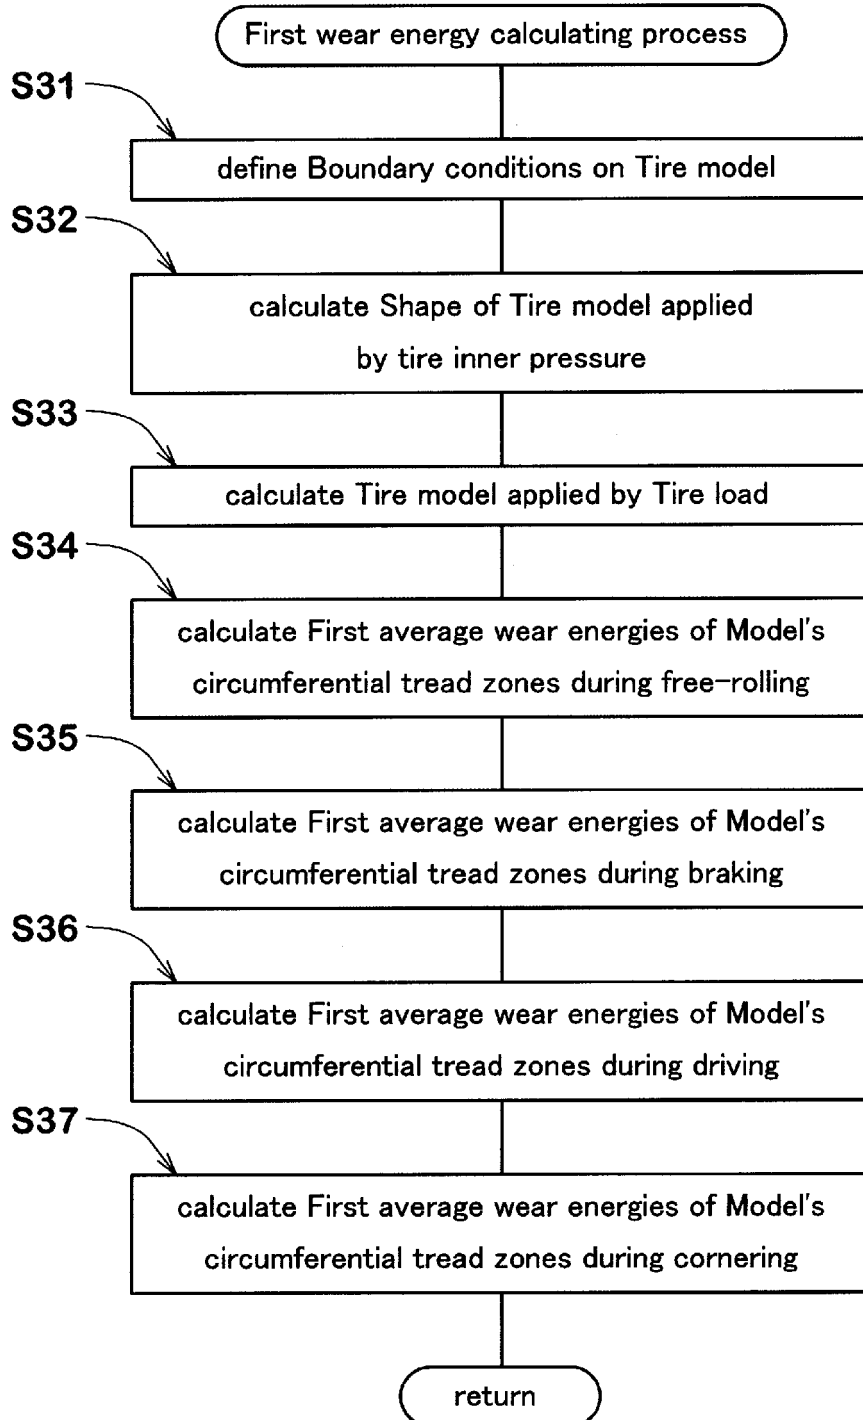 First wear energy calculating process
S31
define Boundary conditions on Tire model
S32
calculate Shape of Tire model applied
by tire inner pressure
S33
calculate Tire model applied by Tire load
S34
calculate First average wear energies of Model's
circumferential tread zones during free-rolling
S35
calculate First average wear energies of Model's
circumferential tread zones during braking
S36
calculate First average wear energies of Model's
circumferential tread zones during driving
S37
calculate First average wear energies of Model's
circumferential tread zones during cornering
return